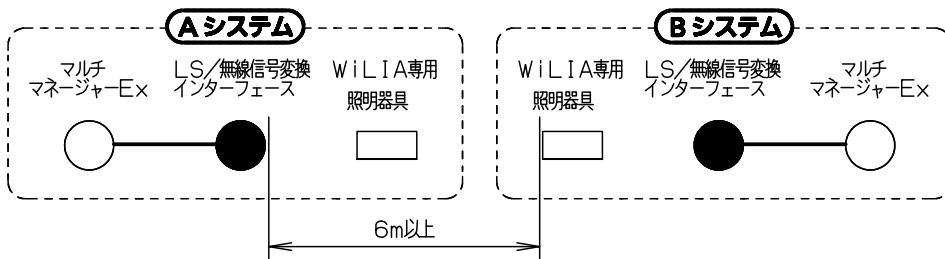 Aシステム
Bシステム
マルチ
マネージャーEx
LS/無線信号変換
インターフェース
WiLIA専用
照明器具
WiLIA専用
照明器具
LS/無線信号変換
インターフェース
マルチ
マネージャーEx
6m以上